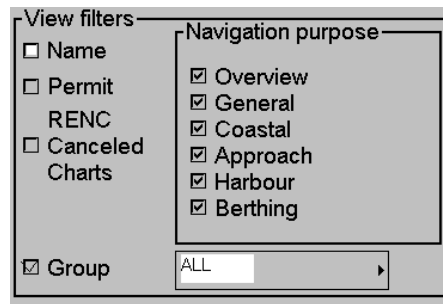 View filters
Name
Permit
RENC
Canceled
Charts
Navigation purpose
Overview
General
Coastal
Approach
Harbour
Berthing
Group
ALL